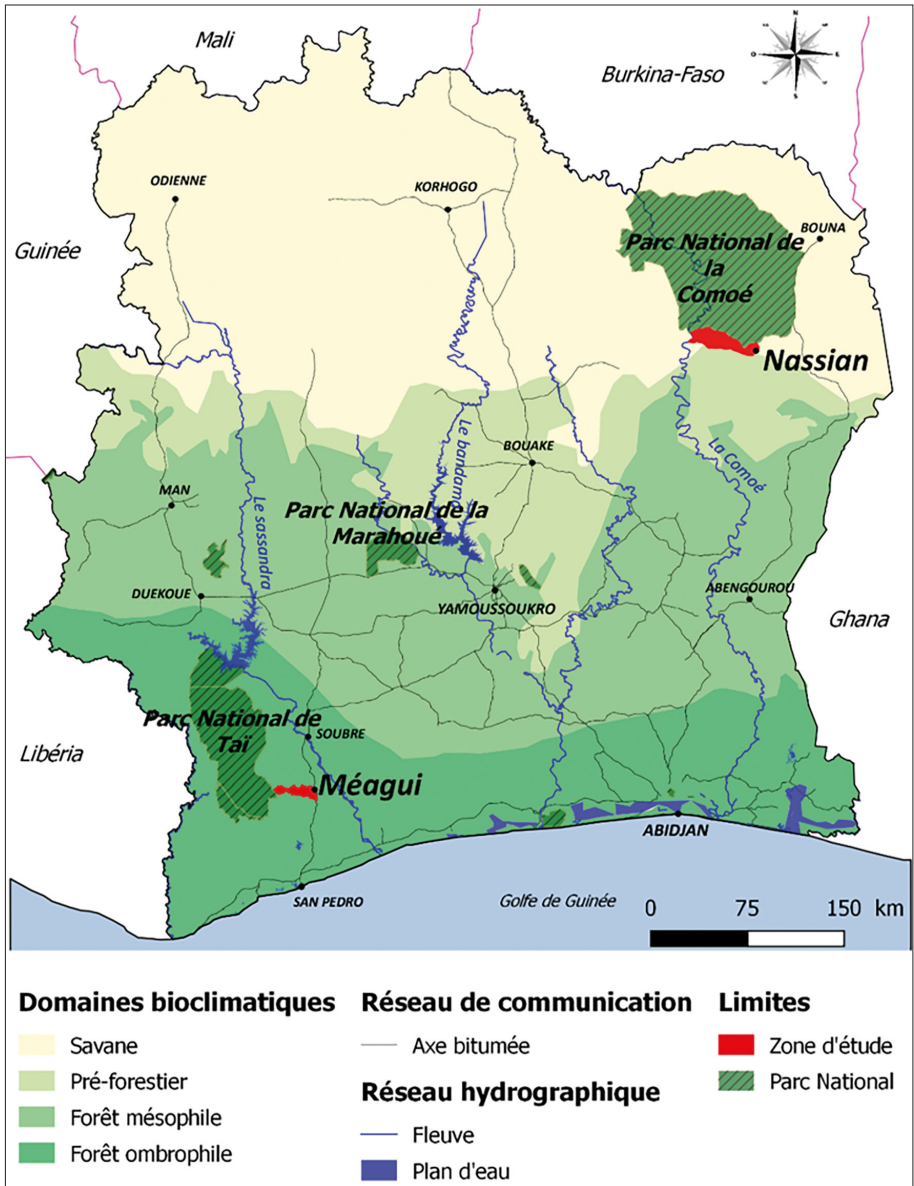 Mali
Burkina-Faso
N
O
E
S
ODIENNE
KORHOGO
Guinée
Parc National de
la
Comoé
BOUNA
Nassian
Le bandama
BOUAKE
La Comoé
MAN
Le sassandra
Parc National de la
Marahoué
DUEKOUE
YAMOUSSOUKRO
ABENGOUROU
Ghana
Parc National de
Taï
SOUBRE
Libéria
Méagui
ABIDJAN
SAN PEDRO
Golfe de Guinée
0 75 150 km
Domaines bioclimatiques
Savane
Pré-forestier
Forêt mésophile
Forêt ombrophile
Réseau de communication
Axe bitumée
Réseau hydrographique
Fleuve
Plan d'eau
Limites
Zone d'étude
Parc National